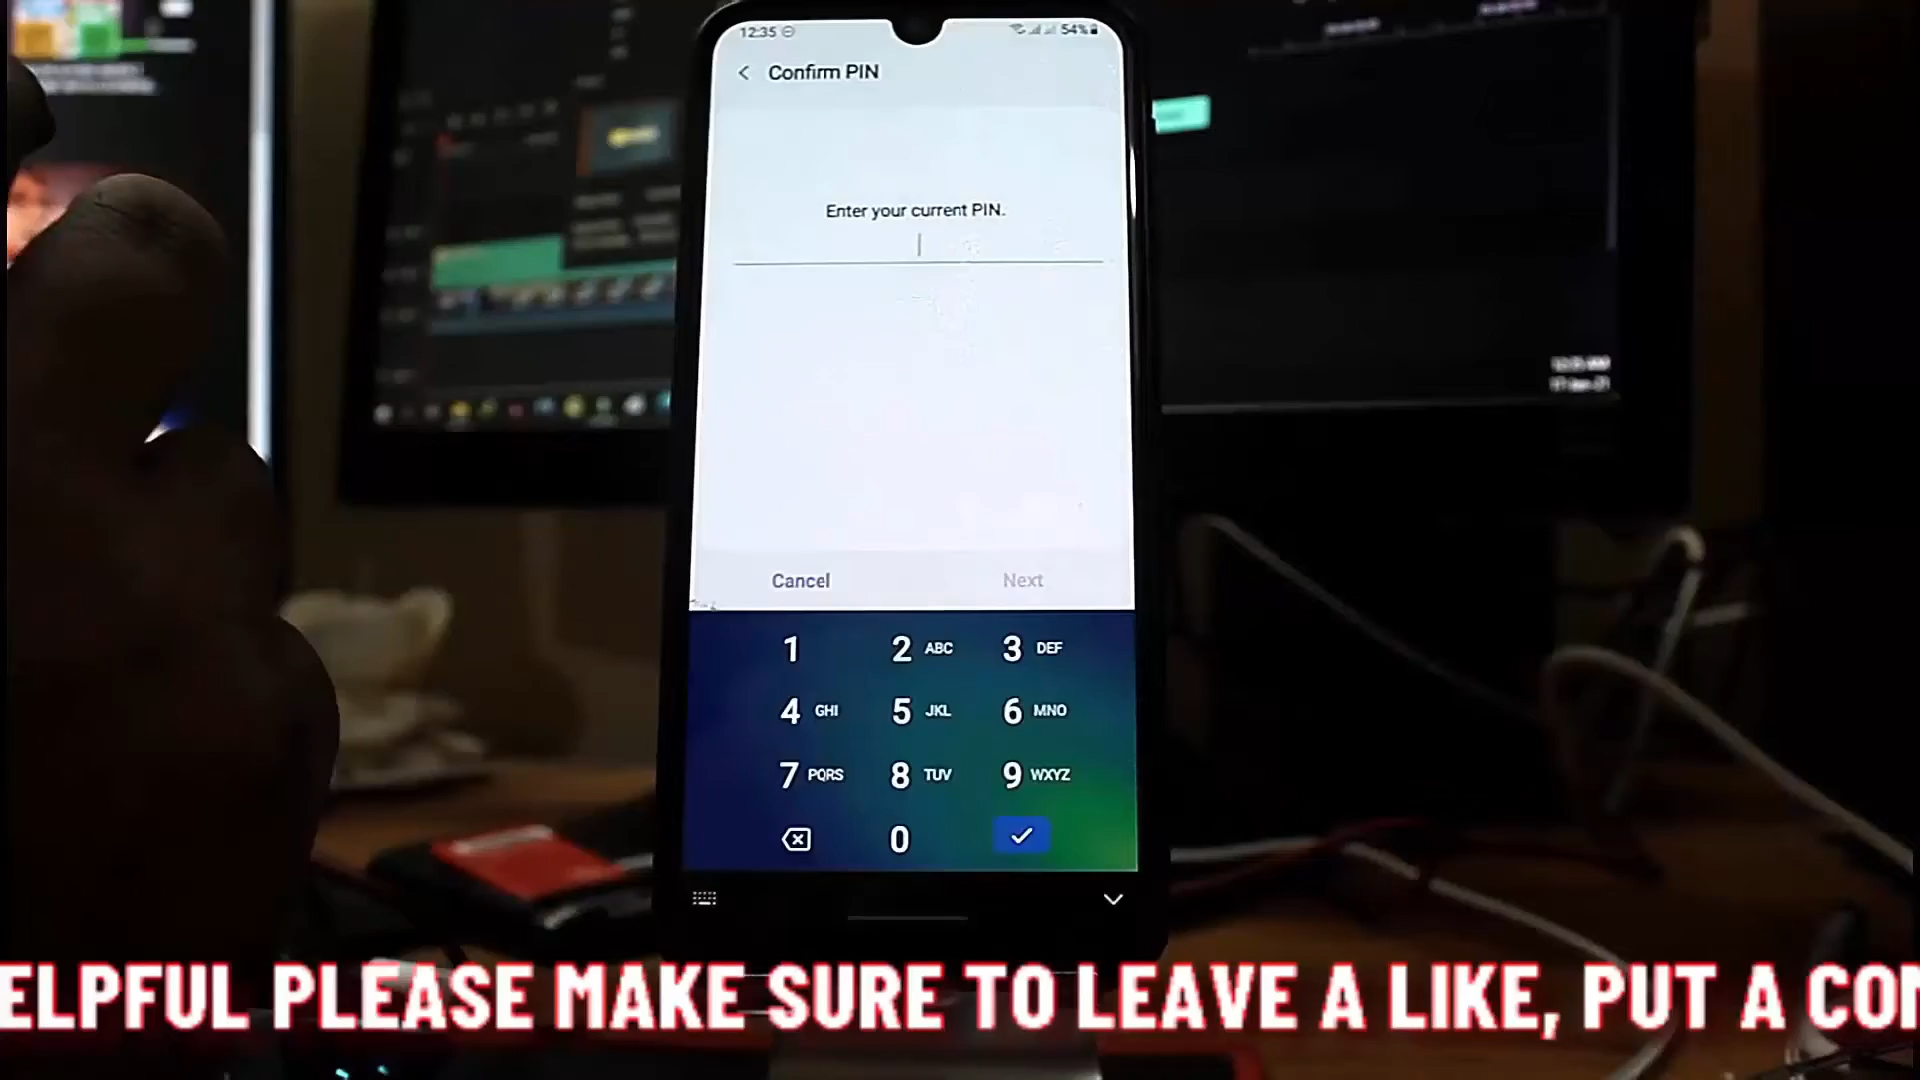 12:35
54%
Confirm PIN
Enter your current PIN.
Cancel
Next
1
2 ABC
3 DEF
4 GHI
5 JKL
6 MNO
7 PQRS
8 TUV
9 WXYZ
0
ELPFUL PLEASE MAKE SURE TO LEAVE A LIKE, PUT A CON